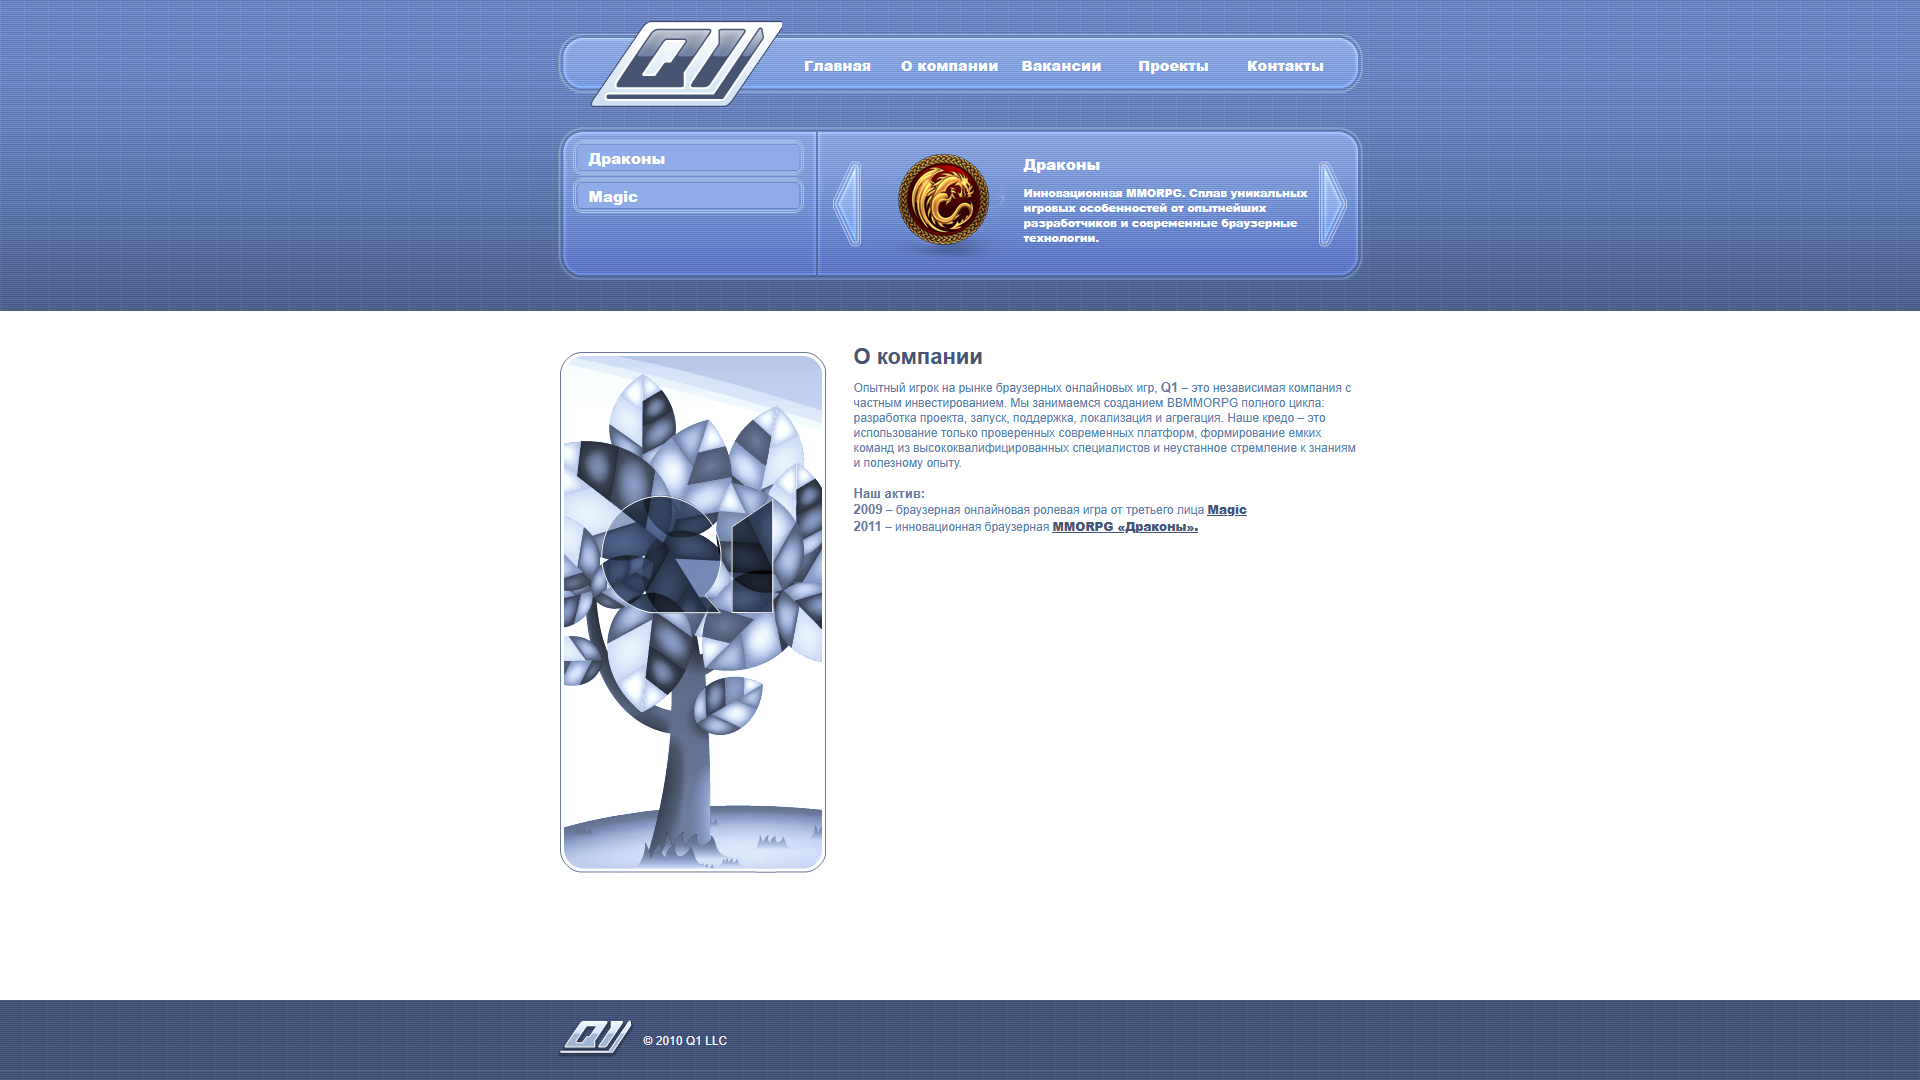 Q1
Главная О компании Вакансии Проекты Контакты
Драконы
Magic
Драконы
Инновационная MMORPG. Сплав уникальных
игровых особенностей от опытнейших
разработчиков и современные браузерные
технологии.
Q1
О компании
Опытный игрок на рынке браузерных онлайновых игр, Q1 – это независимая компания с
частным инвестированием. Мы занимаемся созданием BBMMORPG полного цикла:
разработка проекта, запуск, поддержка, локализация и агрегация. Наше кредо – это
использование только проверенных современных платформ, формирование емких
команд из высококвалифицированных специалистов и неустанное стремление к знаниям
и полезному опыту.
Наш актив:
2009 – браузерная онлайновая ролевая игра от третьего лица Magic
2011 – инновационная браузерная MMORPG «Драконы».
Q1
© 2010 Q1 LLC